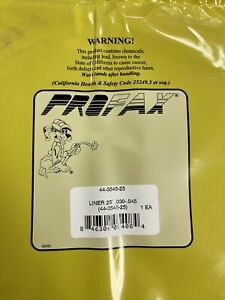 WARNING!
This product contains chemicals,
including lead, known to the
State of California to cause cancer,
birth defects and other reproductive harm.
Wash hands after handling.
(California Health & Safety Code 25249.5 et seq.)
PROFAX®
44-3545-25
LINER 25' .030-.045
(44-3545-25) 1 EA